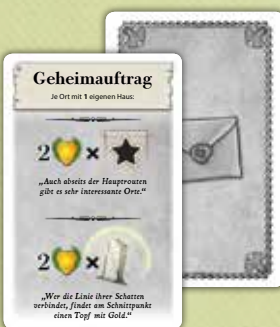 Geheimauftrag
Je Ort mit 1 eigenen Haus:
2 ×
„Auch abseits der Hauptrouten
gibt es sehr interessante Orte.“
2 ×
„Wer die Linie ihrer Schatten
verbindet, findet am Schnittpunkt
einen Topf mit Gold.“